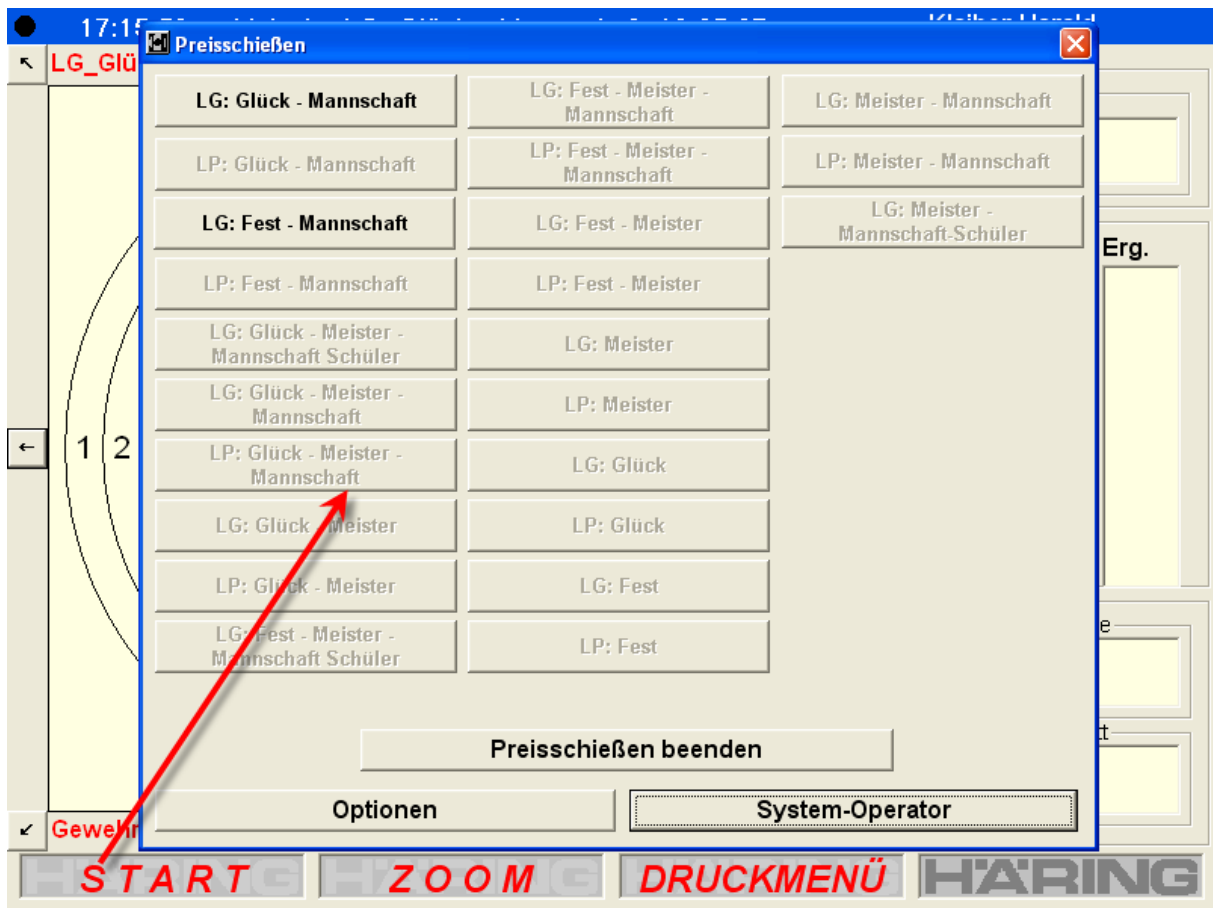 17:15
Preisschießen
LG_Glü
LG: Glück - Mannschaft
LG: Fest - Meister -
Mannschaft
LG: Meister - Mannschaft
LP: Glück - Mannschaft
LP: Fest - Meister -
Mannschaft
LP: Meister - Mannschaft
LG: Fest - Mannschaft
LG: Fest - Meister
LG: Meister -
Mannschaft-Schüler
Erg.
LP: Fest - Mannschaft
LP: Fest - Meister
LG: Glück - Meister -
Mannschaft Schüler
LG: Meister
LG: Glück - Meister -
Mannschaft
LP: Meister
1 2
LP: Glück - Meister -
Mannschaft
LG: Glück
LG: Glück - Meister
LP: Glück
LP: Glück - Meister
LG: Fest
LG: Fest - Meister -
Mannschaft Schüler
LP: Fest
e
tt
Preisschießen beenden
Optionen
System-Operator
Gewehr
START
ZOOM
DRUCKMENÜ
HÄRING